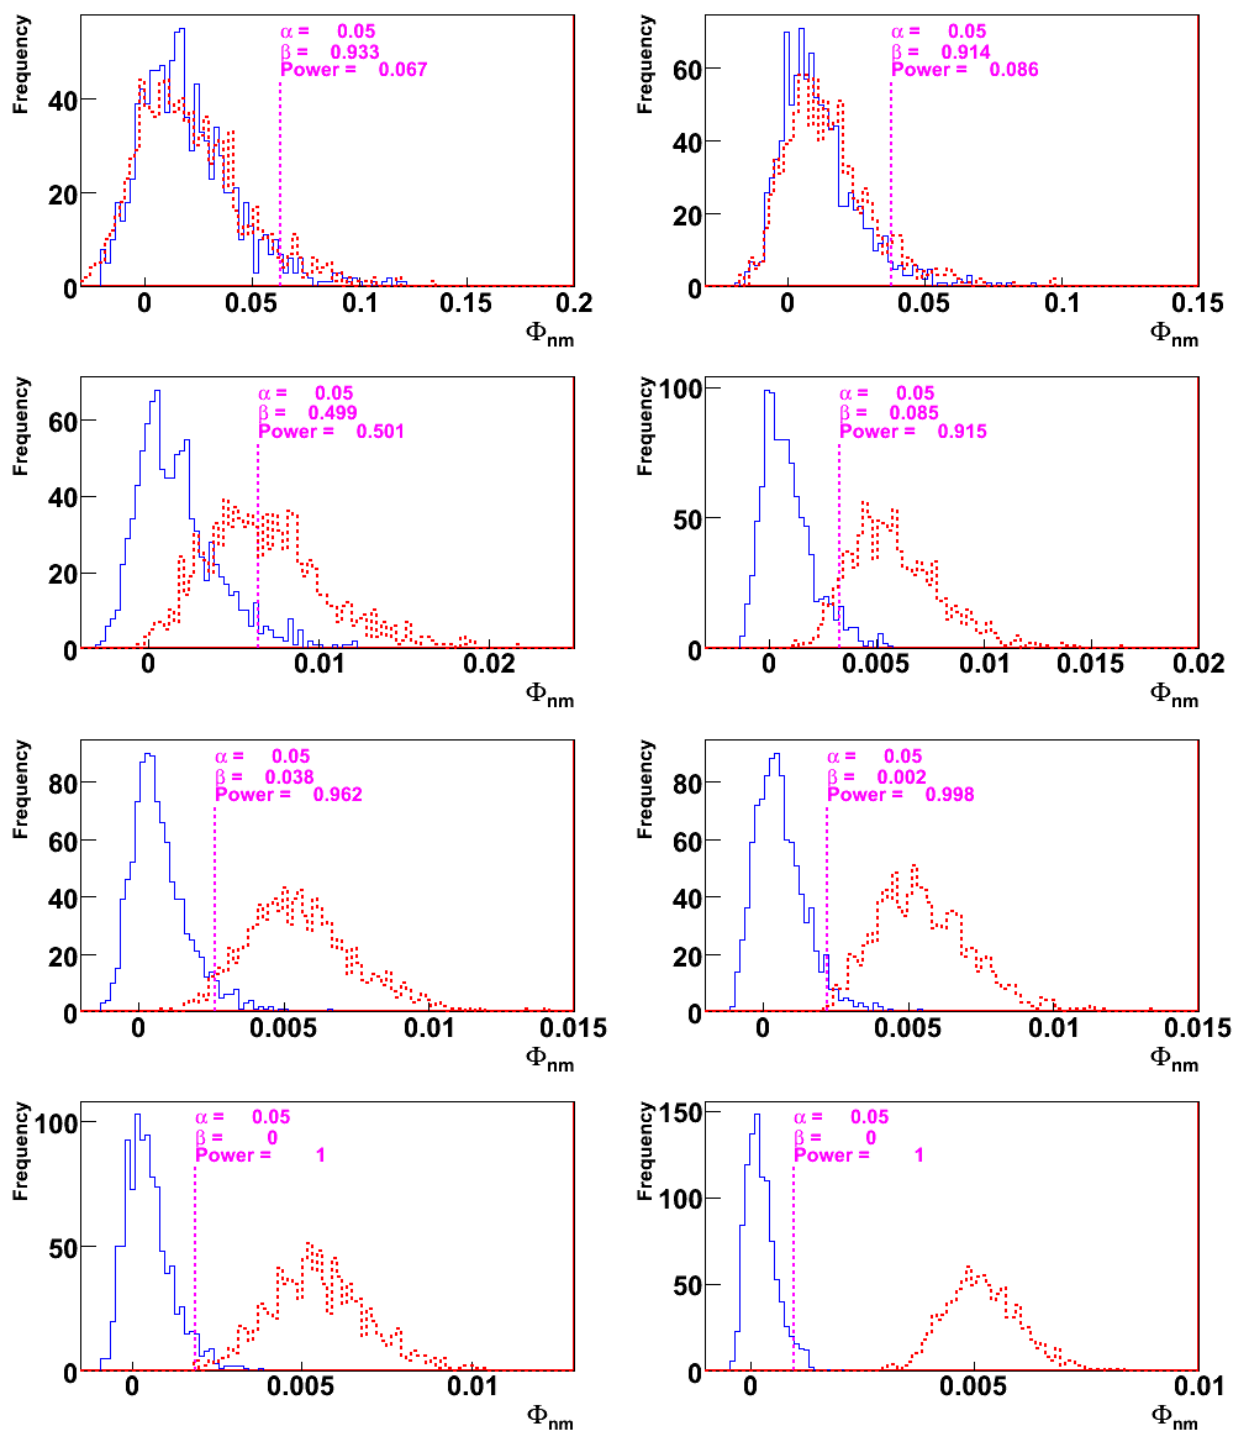 Frequency
α = 0.05
β = 0.933
Power = 0.067
40
20
0
0 0.05 0.1 0.15 0.2
Φnm
Frequency
α = 0.05
β = 0.914
Power = 0.086
60
40
20
0
0 0.05 0.1 0.15
Φnm
Frequency
α = 0.05
β = 0.499
Power = 0.501
60
40
20
0
0 0.01 0.02
Φnm
Frequency
α = 0.05
β = 0.085
Power = 0.915
100
50
0
0 0.005 0.01 0.015 0.02
Φnm
Frequency
α = 0.05
β = 0.038
Power = 0.962
80
60
40
20
0
0 0.005 0.01 0.015
Φnm
Frequency
α = 0.05
β = 0.002
Power = 0.998
80
60
40
20
0
0 0.005 0.01 0.015
Φnm
Frequency
α = 0.05
β = 0
Power = 1
100
50
0
0 0.005 0.01
Φnm
Frequency
α = 0.05
β = 0
Power = 1
150
100
50
0
0 0.005 0.01
Φnm